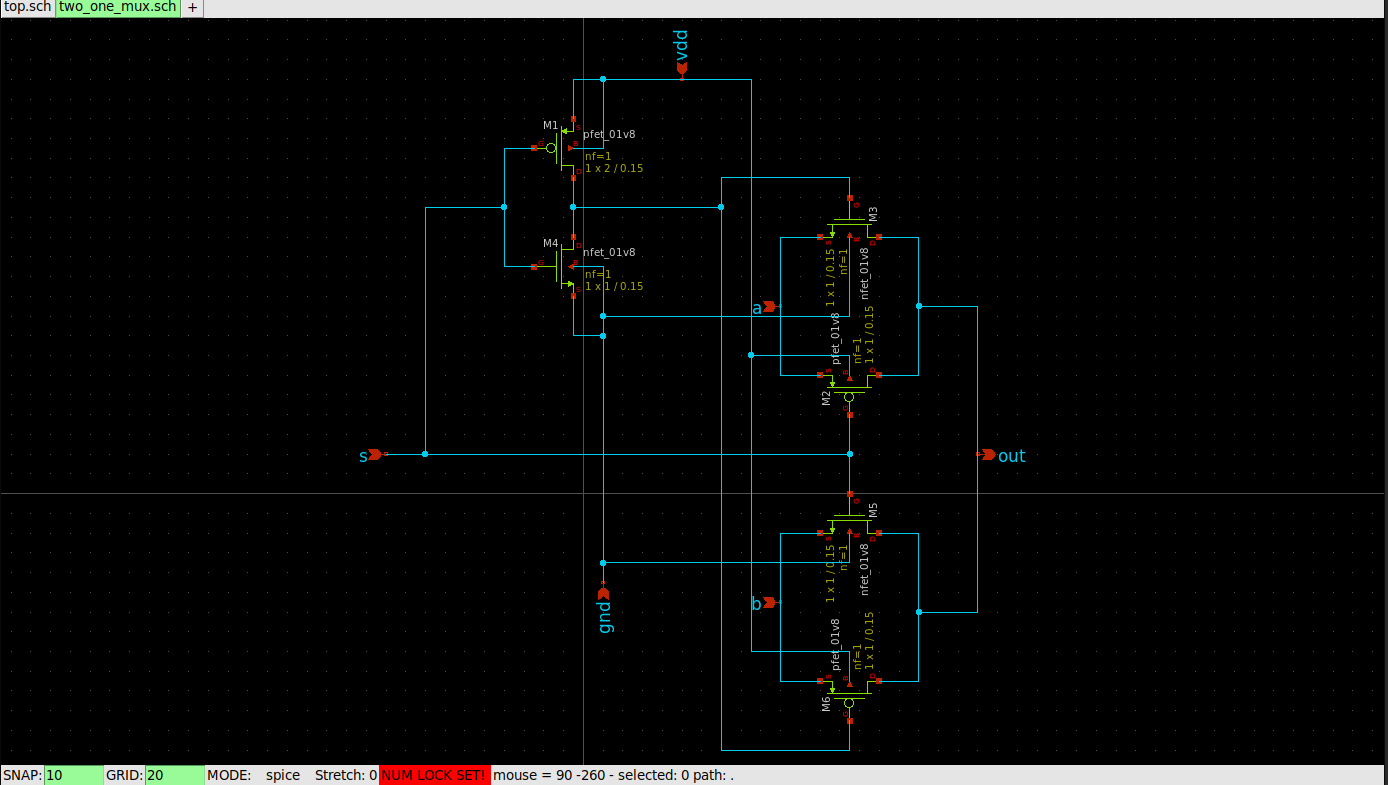 top.sch two_one_mux.sch +
vdd
M1
S
pfet_01v8
G
B
nf=1
D
1 x 2 / 0.15
M4
D
nfet_01v8
G
B
nf=1
S
1 x 1 / 0.15
M3
G
S
B
D
1 x 1 / 0.15
nf=1
nfet_01v8
a
pfet_01v8
nf=1
1 x 1 / 0.15
S
B
D
M2
G
s
out
M5
G
S
B
D
1 x 1 / 0.15
nf=1
nfet_01v8
gnd
b
pfet_01v8
nf=1
1 x 1 / 0.15
S
B
D
M6
G
SNAP: 10 GRID: 20 MODE: spice Stretch: 0 NUM LOCK SET! mouse = 90 -260 - selected: 0 path: .